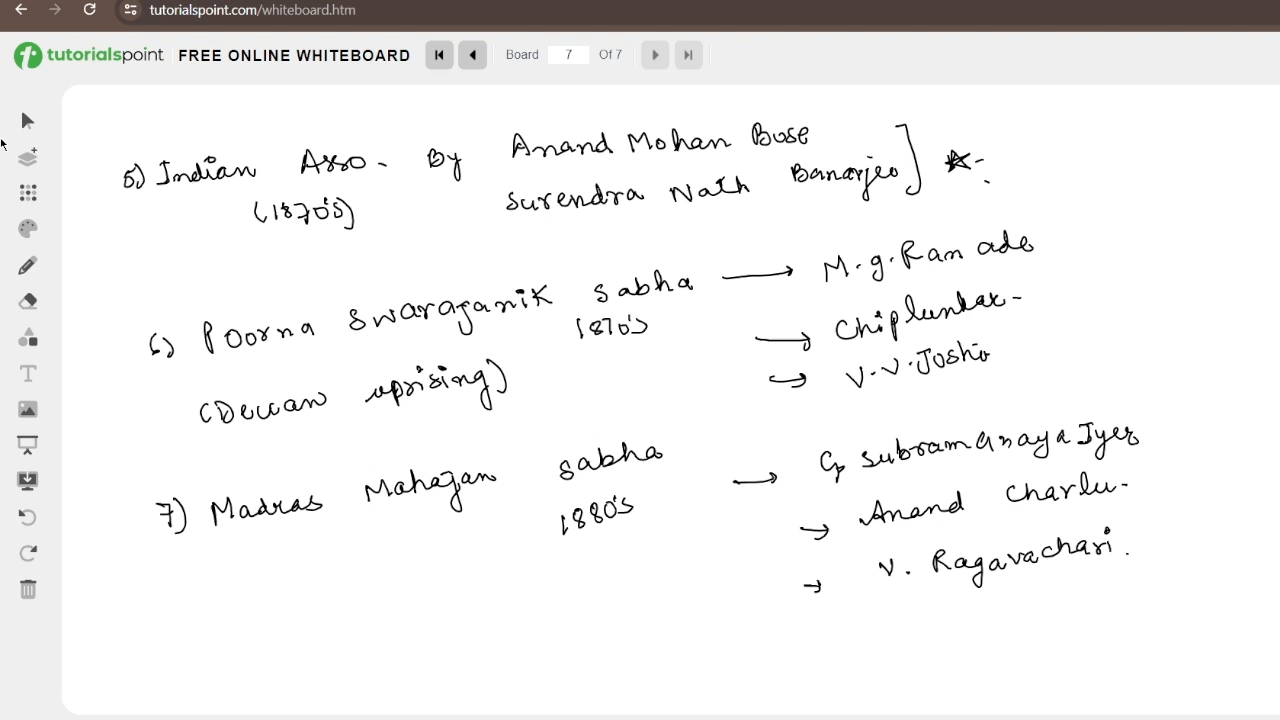 tutorialspoint.com/whiteboard.htm
tutorialspoint FREE ONLINE WHITEBOARD Board 7 Of 7
5) Indian Asso. By Anand Mohan Bose
(1870's) Surendra Nath Banarjee
6) Poorna Swarajanik Sabha → M.G.Ranade
1870's → Chiplunkar-
(Deccan uprising) → V.V.Joshi
7) Madras Mahajan Sabha → G Subramanaya Iyer
1880's → Anand Charlu-
→ V. Ragavachari.